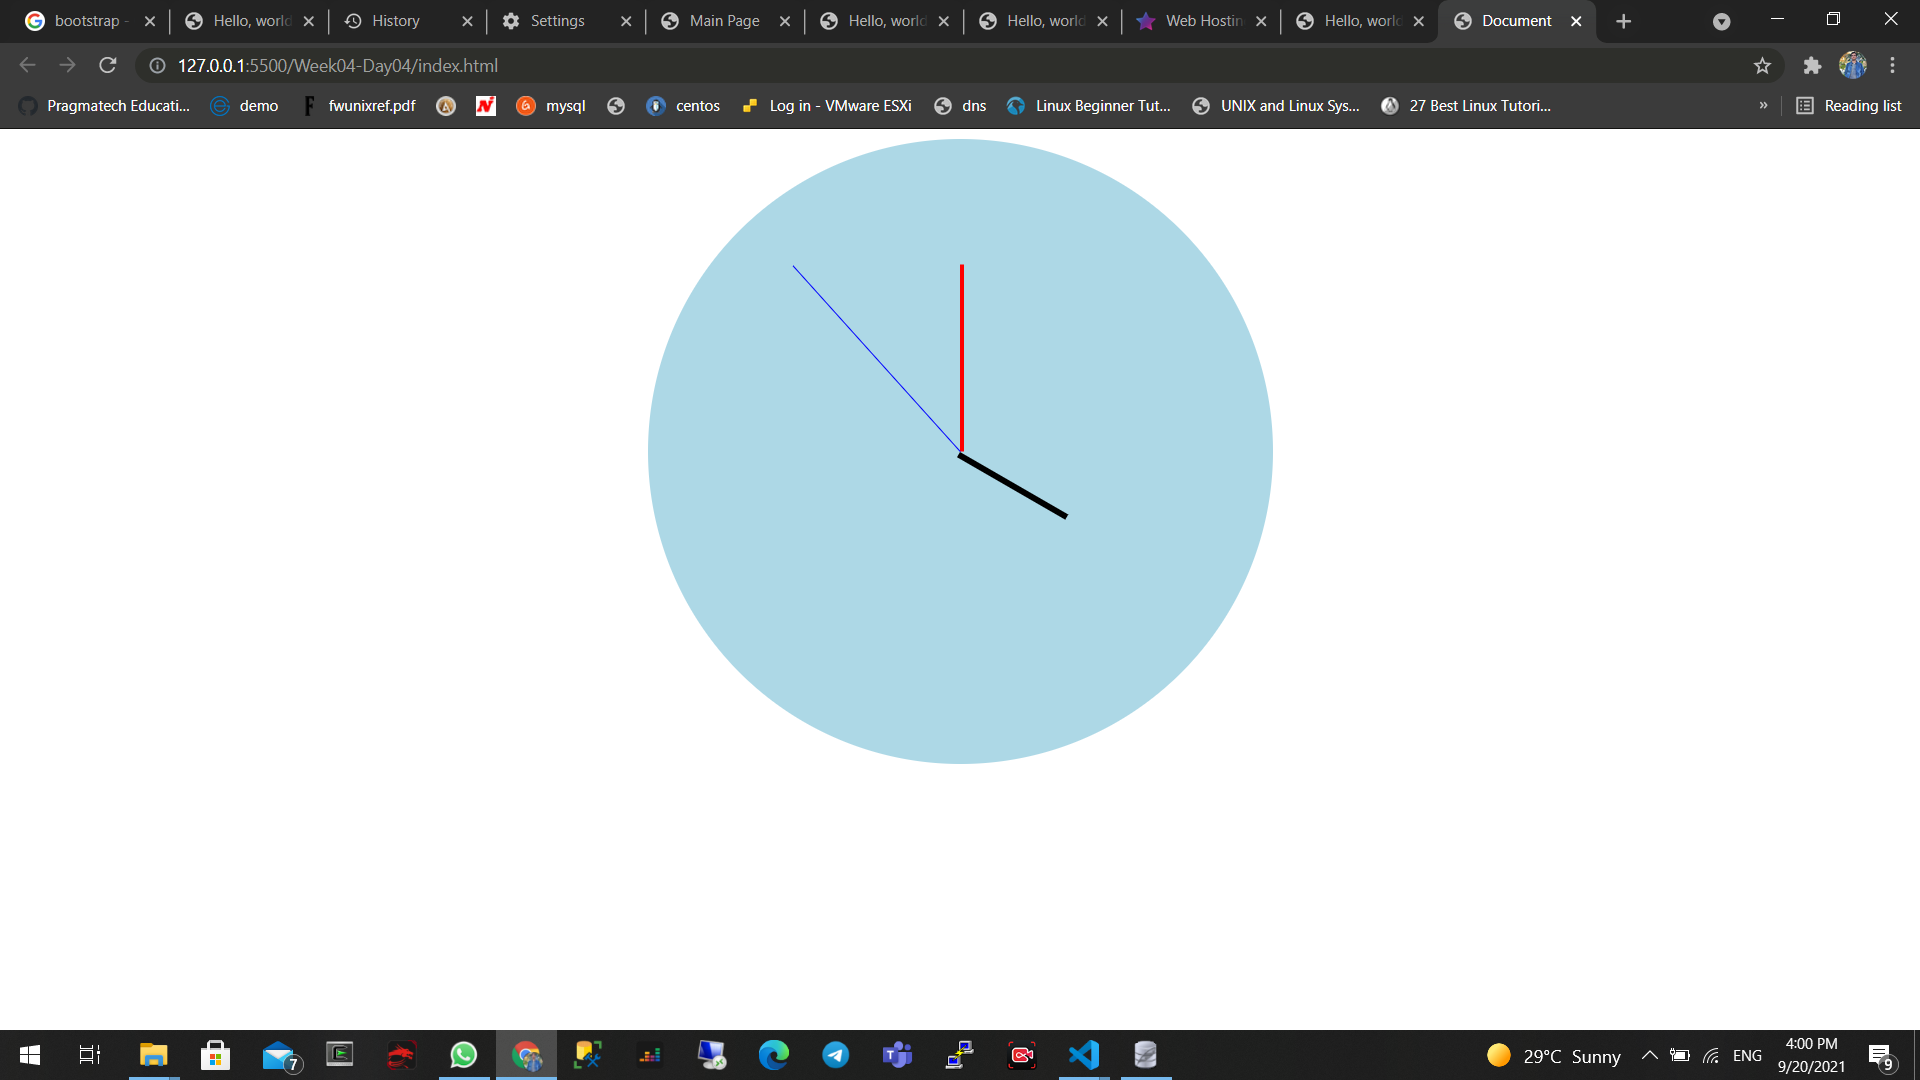 bootstrap - Hello, world History Settings Main Page Hello, world Hello, world Web Hostin Hello, world Document
127.0.0.1:5500/Week04-Day04/index.html
Pragmatech Educati... demo fwunixref.pdf mysql centos Log in - VMware ESXi dns Linux Beginner Tut... UNIX and Linux Sys... 27 Best Linux Tutori... » Reading list
7 29°C Sunny ENG 4:00 PM
9/20/2021 9